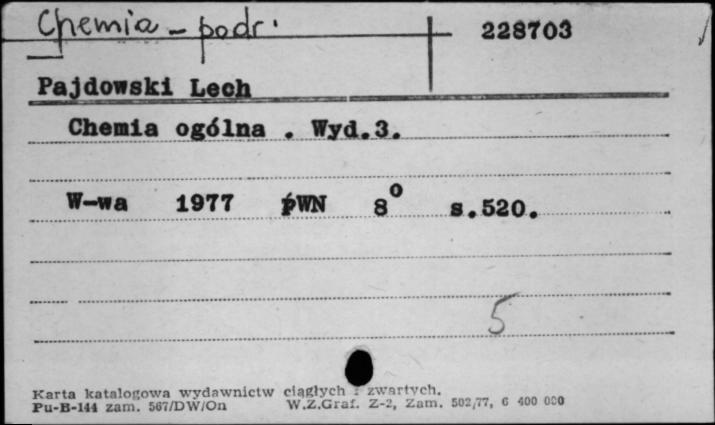 Chemia - podr.
228703
Pajdowski Lech
Chemia ogólna . Wyd.3.
W-wa 1977 PWN 8° s.520.
5
Karta katalogowa wydawnictw ciągłych i zwartych.
Pu-B-144 zam. 567/DW/On W.Z.Graf. Z-2, Zam. 502/77, 6 400 000